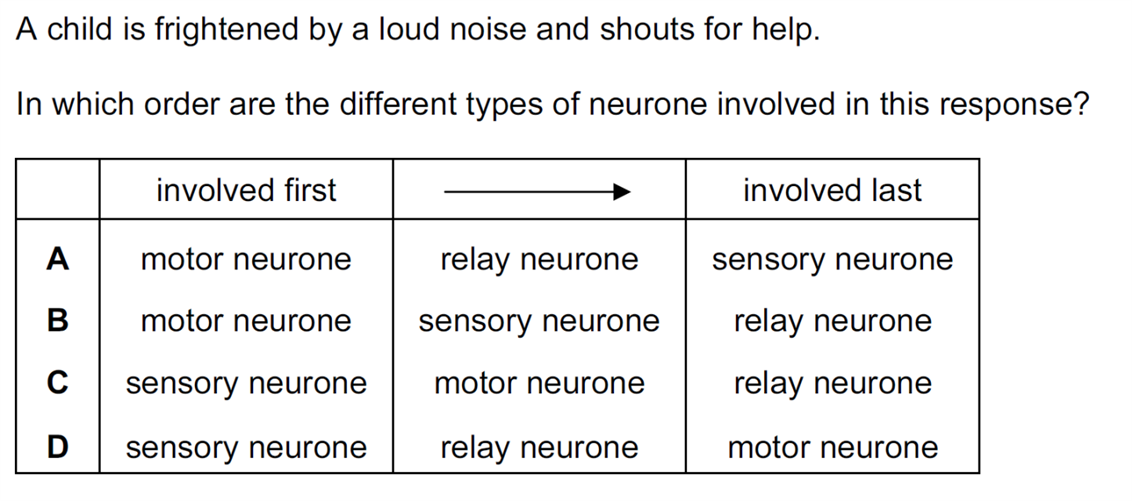 A child is frightened by a loud noise and shouts for help.
In which order are the different types of neurone involved in this response?
involved first involved last
A motor neurone relay neurone sensory neurone
B motor neurone sensory neurone relay neurone
C sensory neurone motor neurone relay neurone
D sensory neurone relay neurone motor neurone